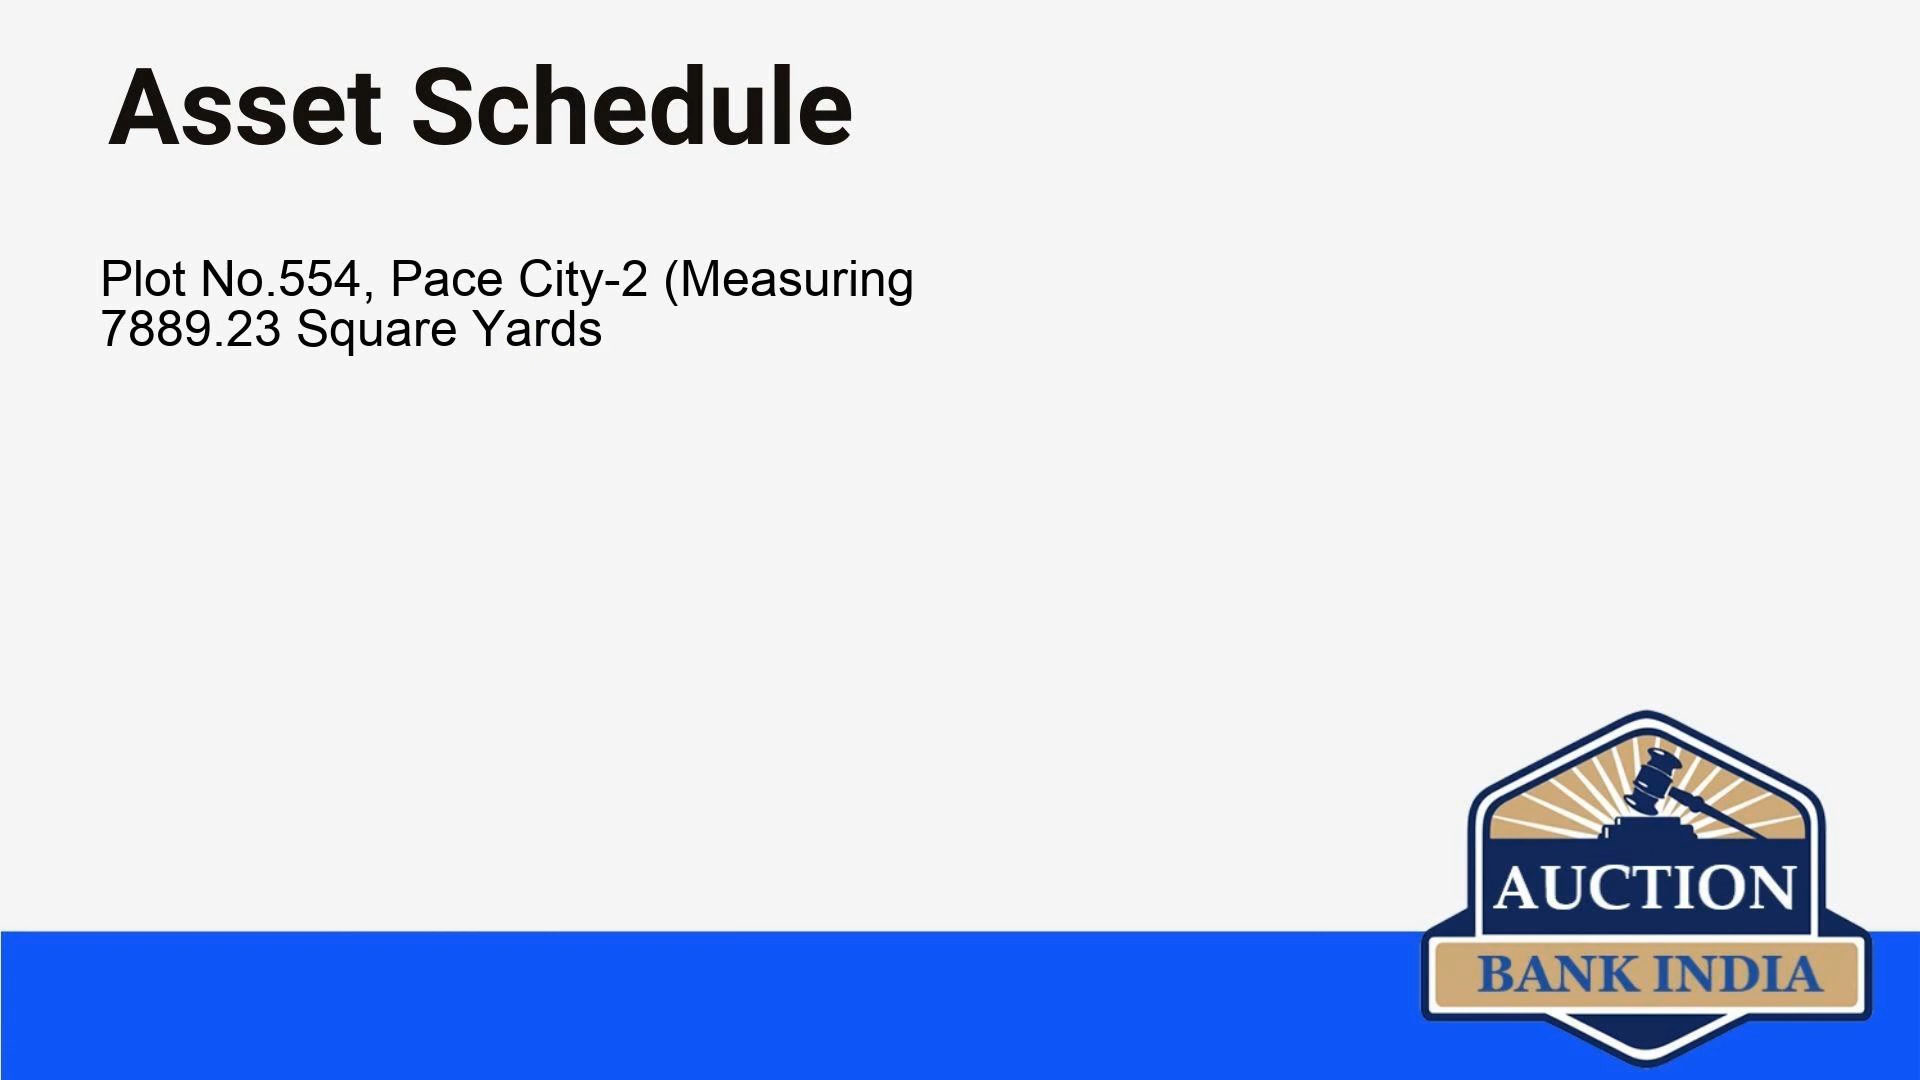 Asset Schedule
Plot No.554, Pace City-2 (Measuring
7889.23 Square Yards
AUCTION
BANK INDIA